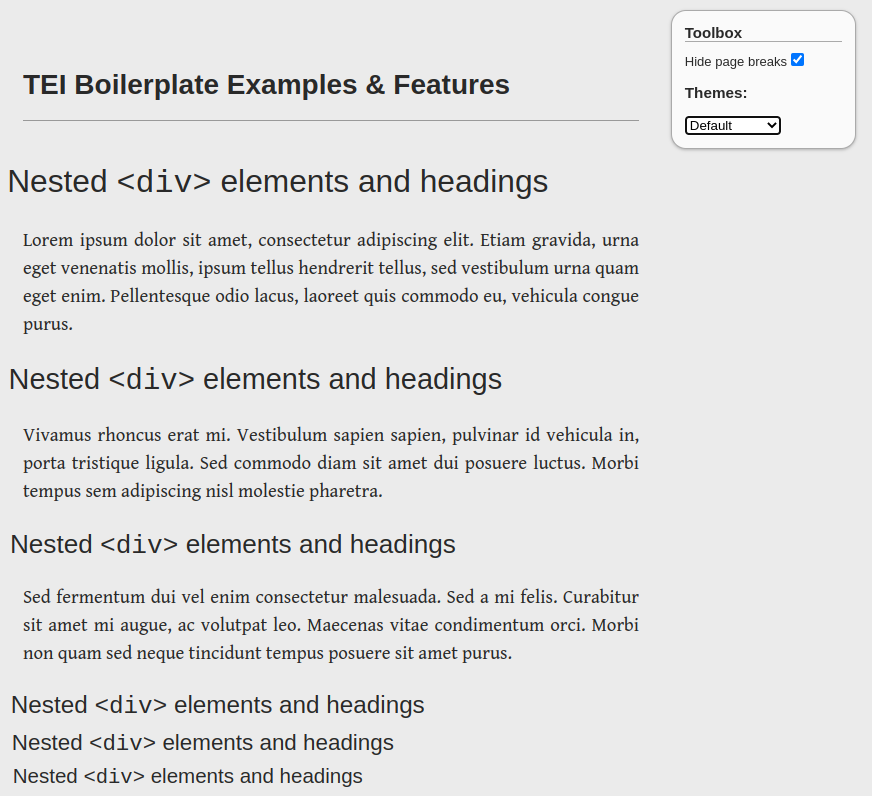 Toolbox
Hide page breaks
Themes:
Default
TEI Boilerplate Examples & Features
Nested <div> elements and headings
Lorem ipsum dolor sit amet, consectetur adipiscing elit. Etiam gravida, urna
eget venenatis mollis, ipsum tellus hendrerit tellus, sed vestibulum urna quam
eget enim. Pellentesque odio lacus, laoreet quis commodo eu, vehicula congue
purus.
Nested <div> elements and headings
Vivamus rhoncus erat mi. Vestibulum sapien sapien, pulvinar id vehicula in,
porta tristique ligula. Sed commodo diam sit amet dui posuere luctus. Morbi
tempus sem adipiscing nisl molestie pharetra.
Nested <div> elements and headings
Sed fermentum dui vel enim consectetur malesuada. Sed a mi felis. Curabitur
sit amet mi augue, ac volutpat leo. Maecenas vitae condimentum orci. Morbi
non quam sed neque tincidunt tempus posuere sit amet purus.
Nested <div> elements and headings
Nested <div> elements and headings
Nested <div> elements and headings